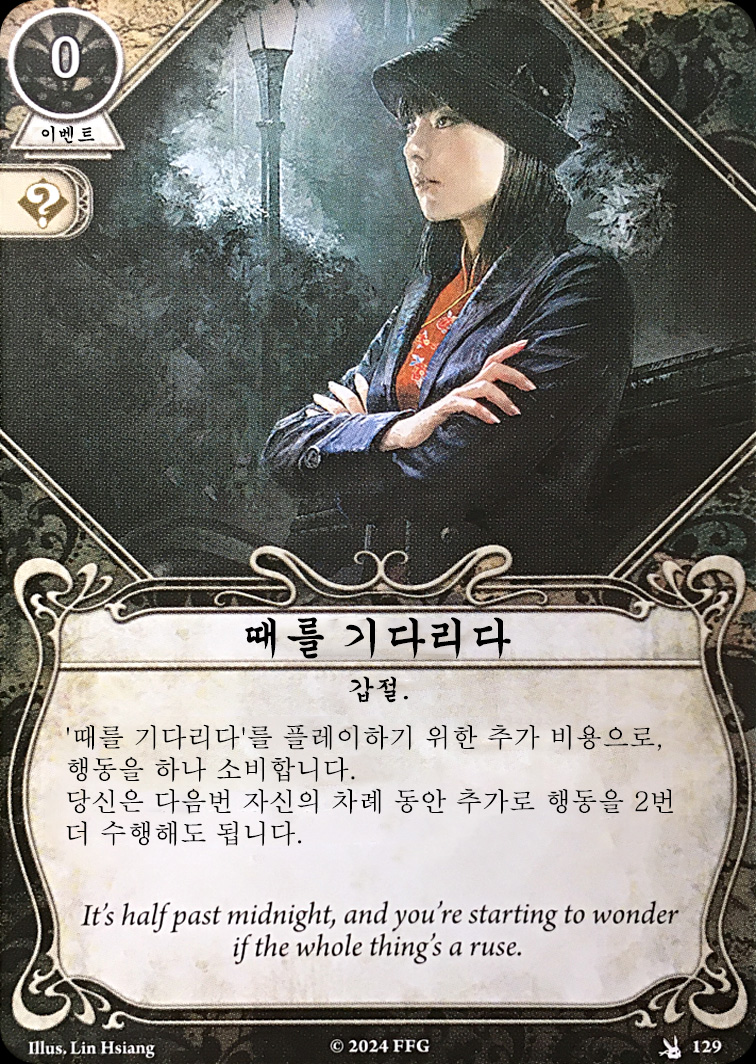 0
이벤트
?
때를 기다리다
갑절.
'때를 기다리다'를 플레이하기 위한 추가 비용으로,
행동을 하나 소비합니다.
당신은 다음번 자신의 차례 동안 추가로 행동을 2번
더 수행해도 됩니다.
It's half past midnight, and you're starting to wonder
if the whole thing's a ruse.
Illus. Lin Hsiang
© 2024 FFG
129